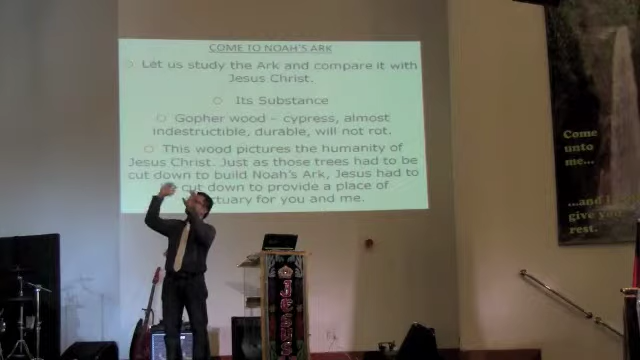 COME TO NOAH'S ARK
Let us study the Ark and compare it with
Jesus Christ.
Its Substance
Gopher wood - cypress, almost
indestructible, durable, will not rot.
This wood pictures the humanity of
Jesus Christ. Just as those trees had to be
cut down to build Noah's Ark, Jesus had to
cut down to provide a place of
for you and me.
Come
unto
me...
...and I
give you
rest.
JESUS